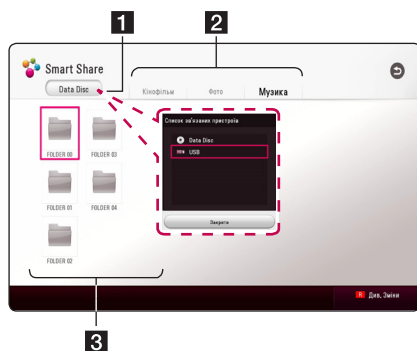 1
2
Smart Share
Data Disc
Кінофільм
Фото
Музика
Список зв'язаних пристроїв
Data Disc
USB
Закрити
FOLDER 00
FOLDER 03
FOLDER 01
FOLDER 04
FOLDER 02
R Див. Зміни
3